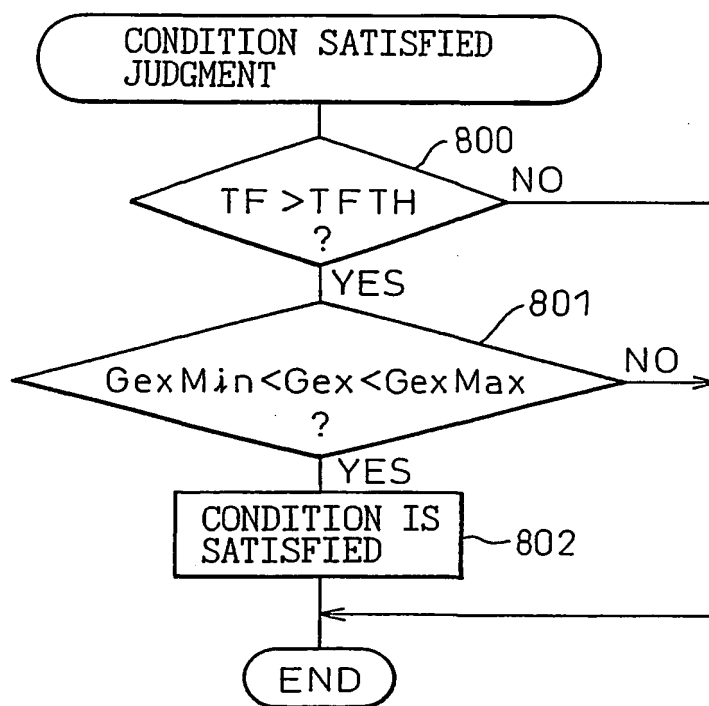 CONDITION SATISFIED
JUDGMENT
800
TF>TFTH
?
NO
YES
801
GexMin<Gex<GexMax
?
NO
YES
CONDITION IS
SATISFIED
802
END